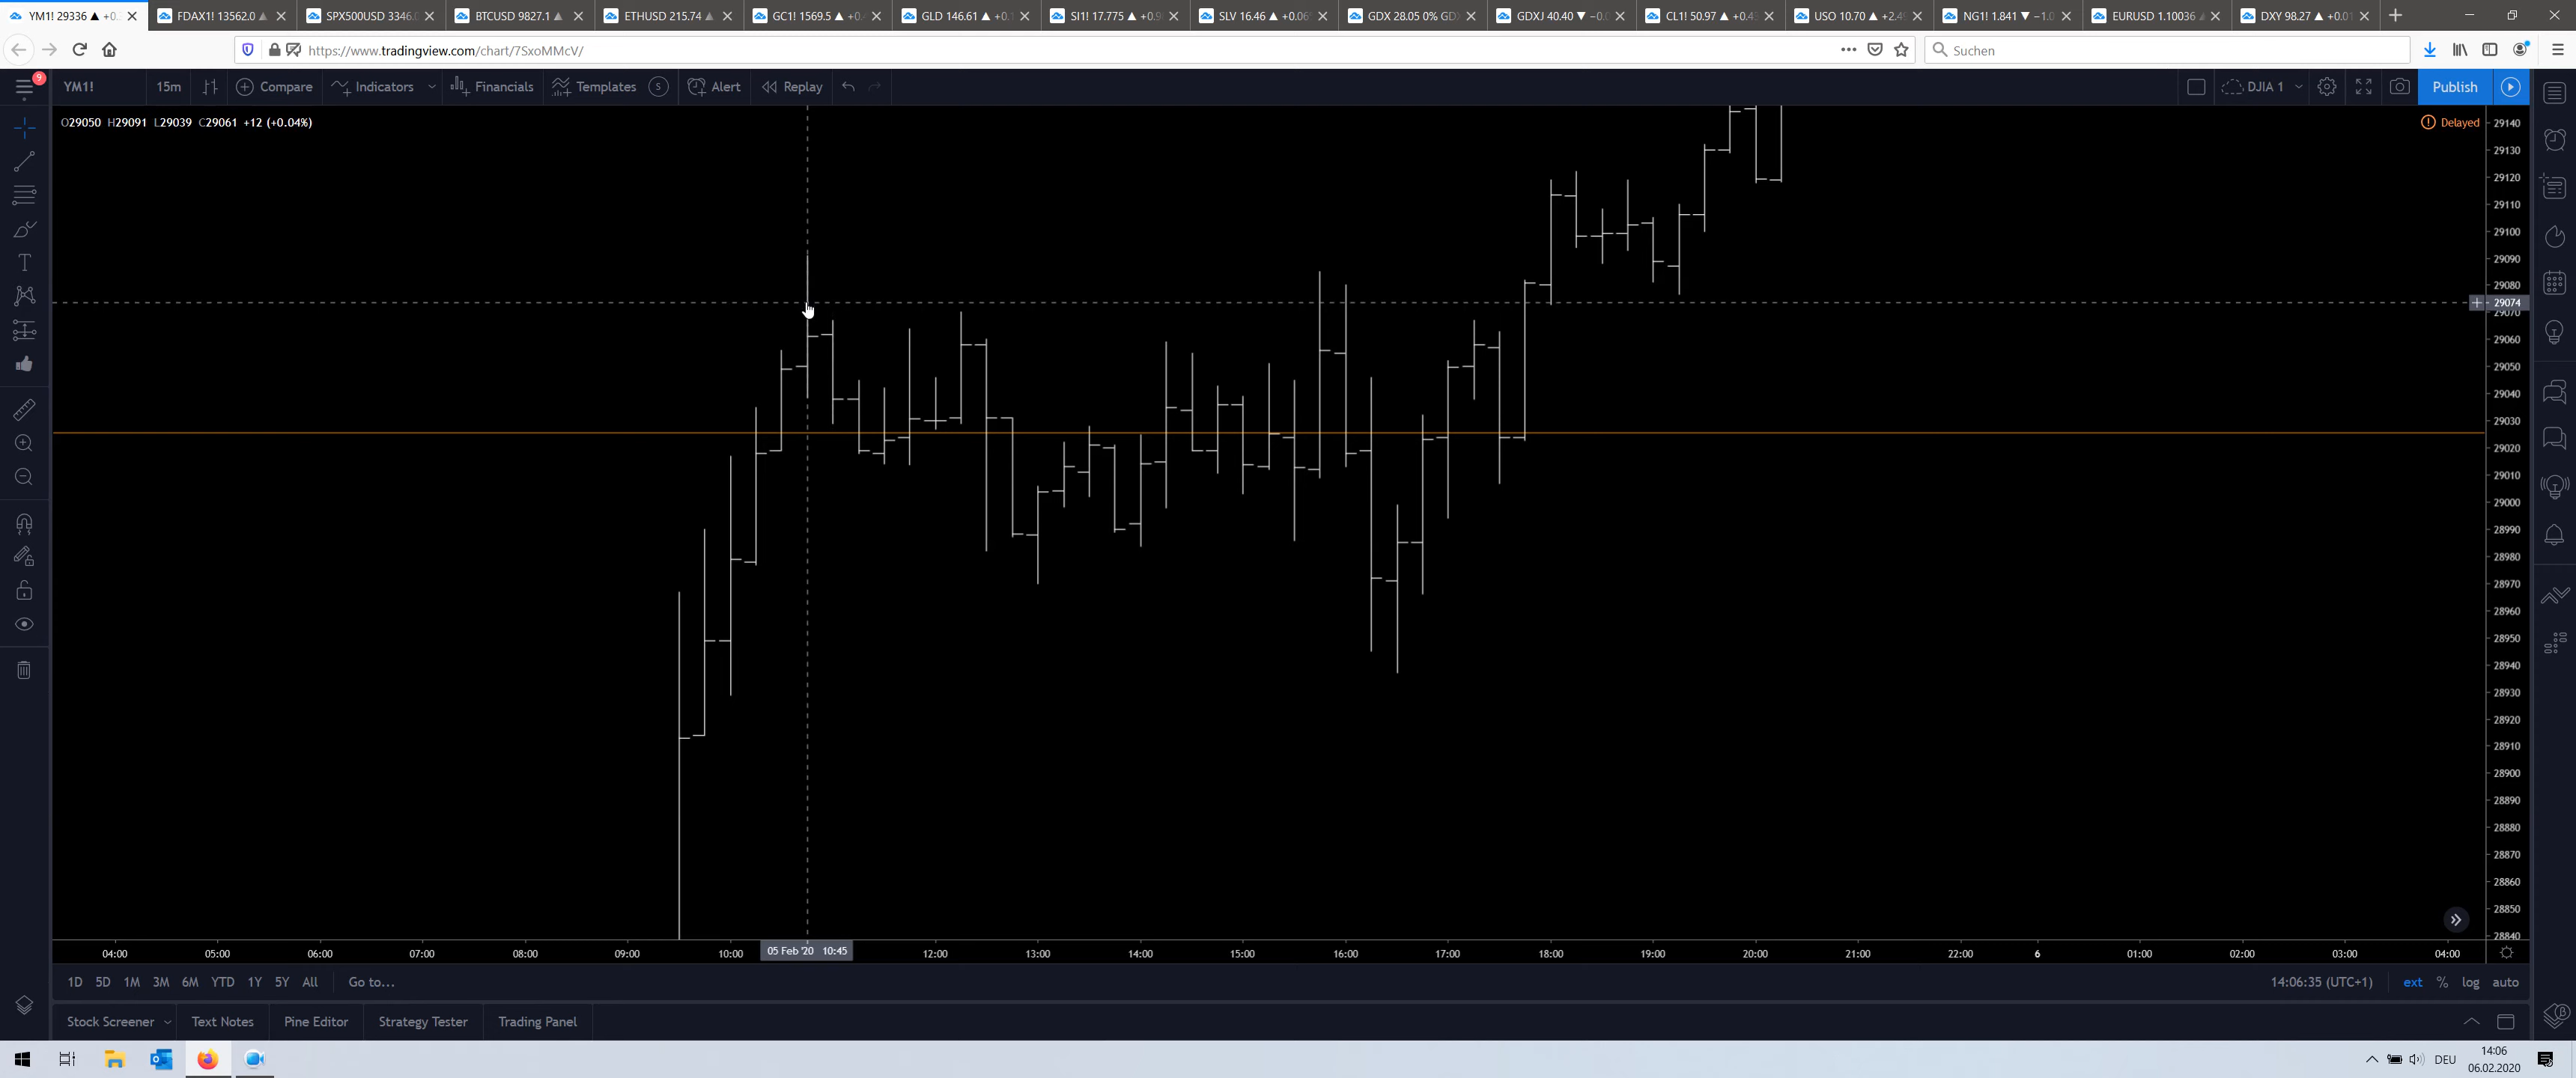 YM1! 29336 ▲ +0.
FDAX1! 13562.0 ▲
SPX500USD 3346.
BTCUSD 9827.1 ▲
ETHUSD 215.74 ▲
GC1! 1569.5 ▲ +0.
GLD 146.61 ▲ +0.
SI1! 17.775 ▲ +0.9
SLV 16.46 ▲ +0.06
GDX 28.05 0% GD
GDXJ 40.40 ▼ −0.
CL1! 50.97 ▲ +0.4
USO 10.70 ▲ +2.4
NG1! 1.841 ▼ −1.
EURUSD 1.10036
DXY 98.27 ▲ +0.01
https://www.tradingview.com/chart/7SxoMMcV/
Suchen
9
YM1!
15m
Compare
Indicators
Financials
Templates
S
Alert
Replay
DJIA 1
Publish
O29050 H29091 L29039 C29061 +12 (+0.04%)
Delayed
29140
29130
29120
29110
29100
29090
29080
29074
29070
29060
29050
29040
29030
29020
29010
29000
28990
28980
28970
28960
28950
28940
28930
28920
28910
28900
28890
28880
28870
28860
28850
28840
04:00 05:00 06:00 07:00 08:00 09:00 10:00 05 Feb '20 10:45 12:00 13:00 14:00 15:00 16:00 17:00 18:00 19:00 20:00 21:00 22:00 6 01:00 02:00 03:00 04:00
1D 5D 1M 3M 6M YTD 1Y 5Y All Go to...
14:06:35 (UTC+1) ext % log auto
Stock Screener Text Notes Pine Editor Strategy Tester Trading Panel
DEU
14:06
06.02.2020